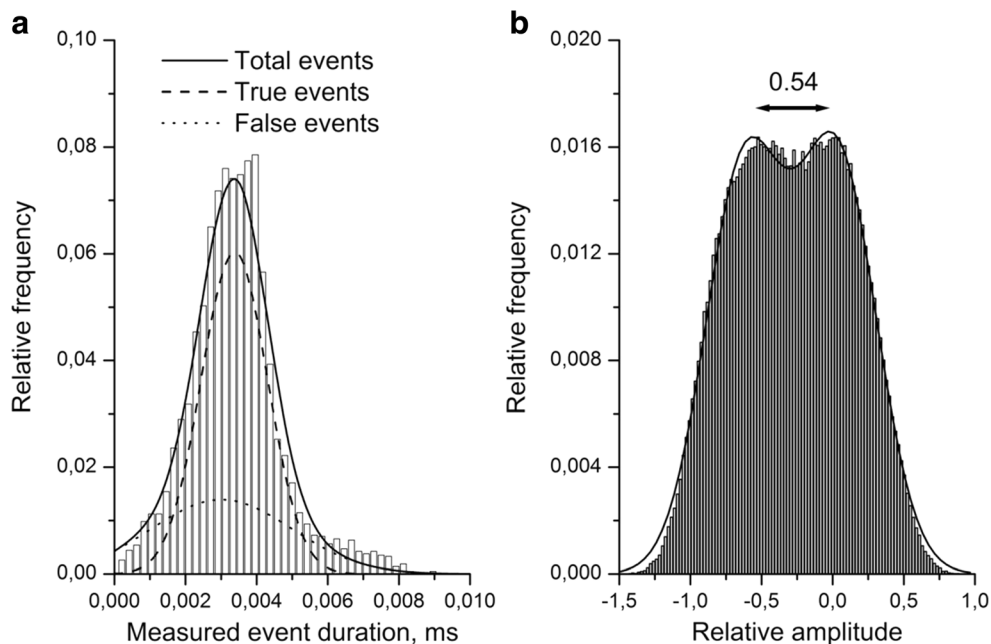 a
0,10
0,08
0,06
0,04
0,02
0,00
Relative frequency
Total events
True events
False events
0,000 0,002 0,004 0,006 0,008 0,010
Measured event duration, ms
b
0,020
0,016
0,012
0,008
0,004
0,000
Relative frequency
0.54
-1,5 -1,0 -0,5 0,0 0,5 1,0
Relative amplitude